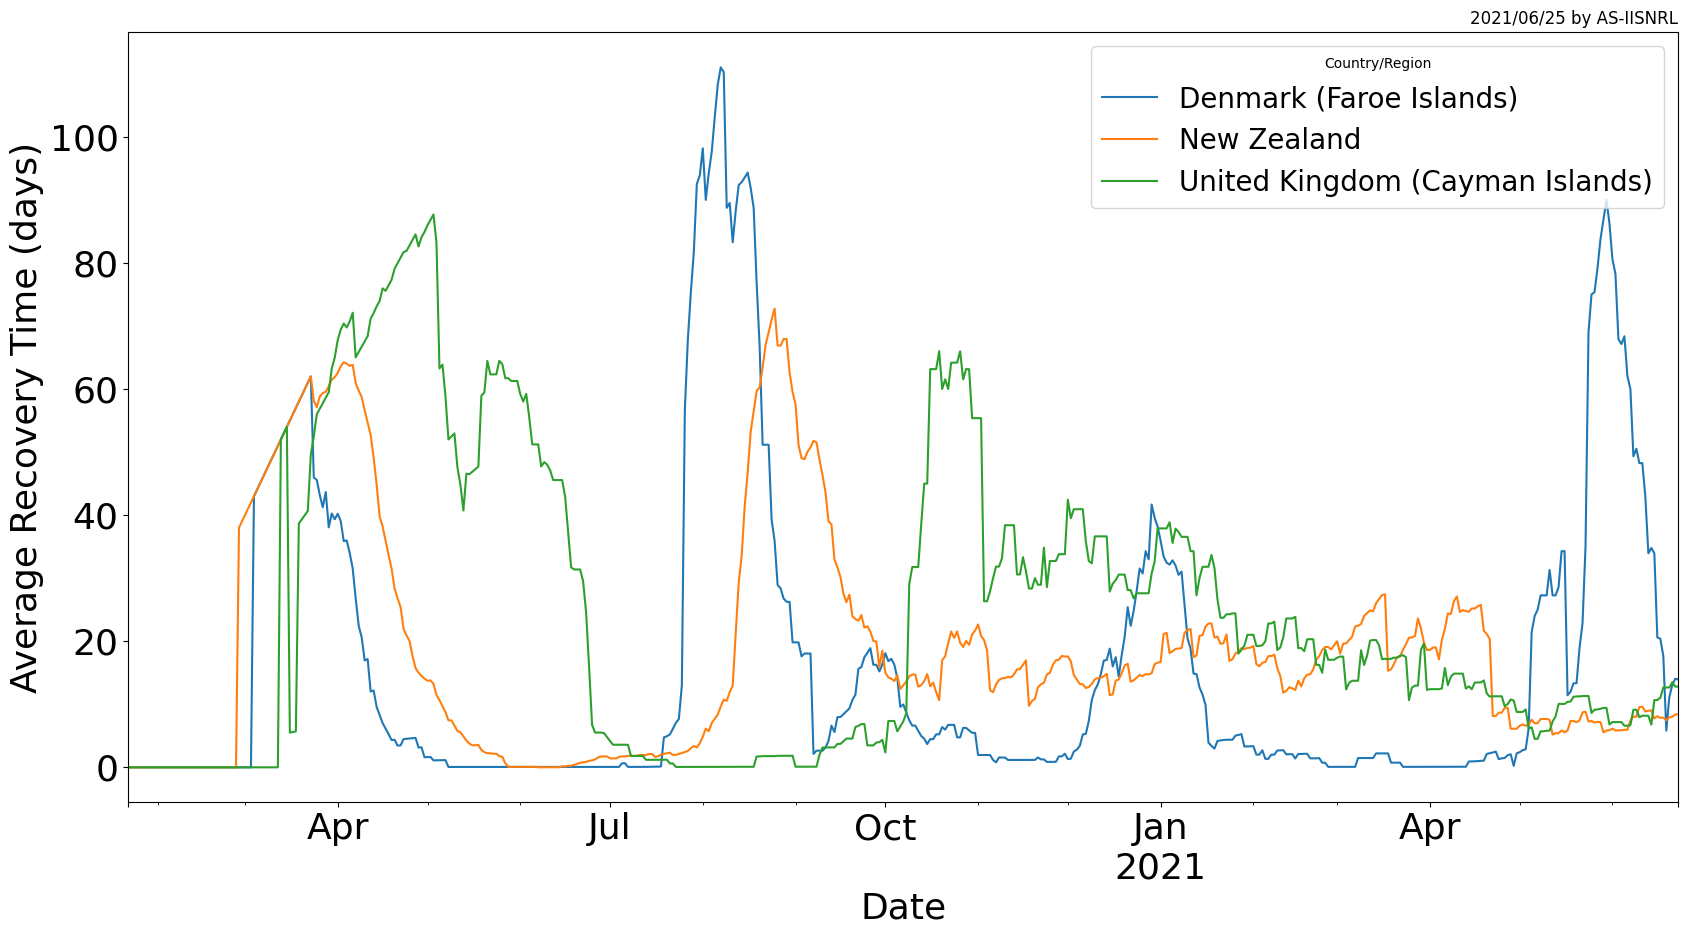 2021/06/25 by AS-IISNRL
Country/Region
Denmark (Faroe Islands)
New Zealand
United Kingdom (Cayman Islands)
Average Recovery Time (days)
100
80
60
40
20
0
Apr Jul Oct Jan Apr
2021
Date